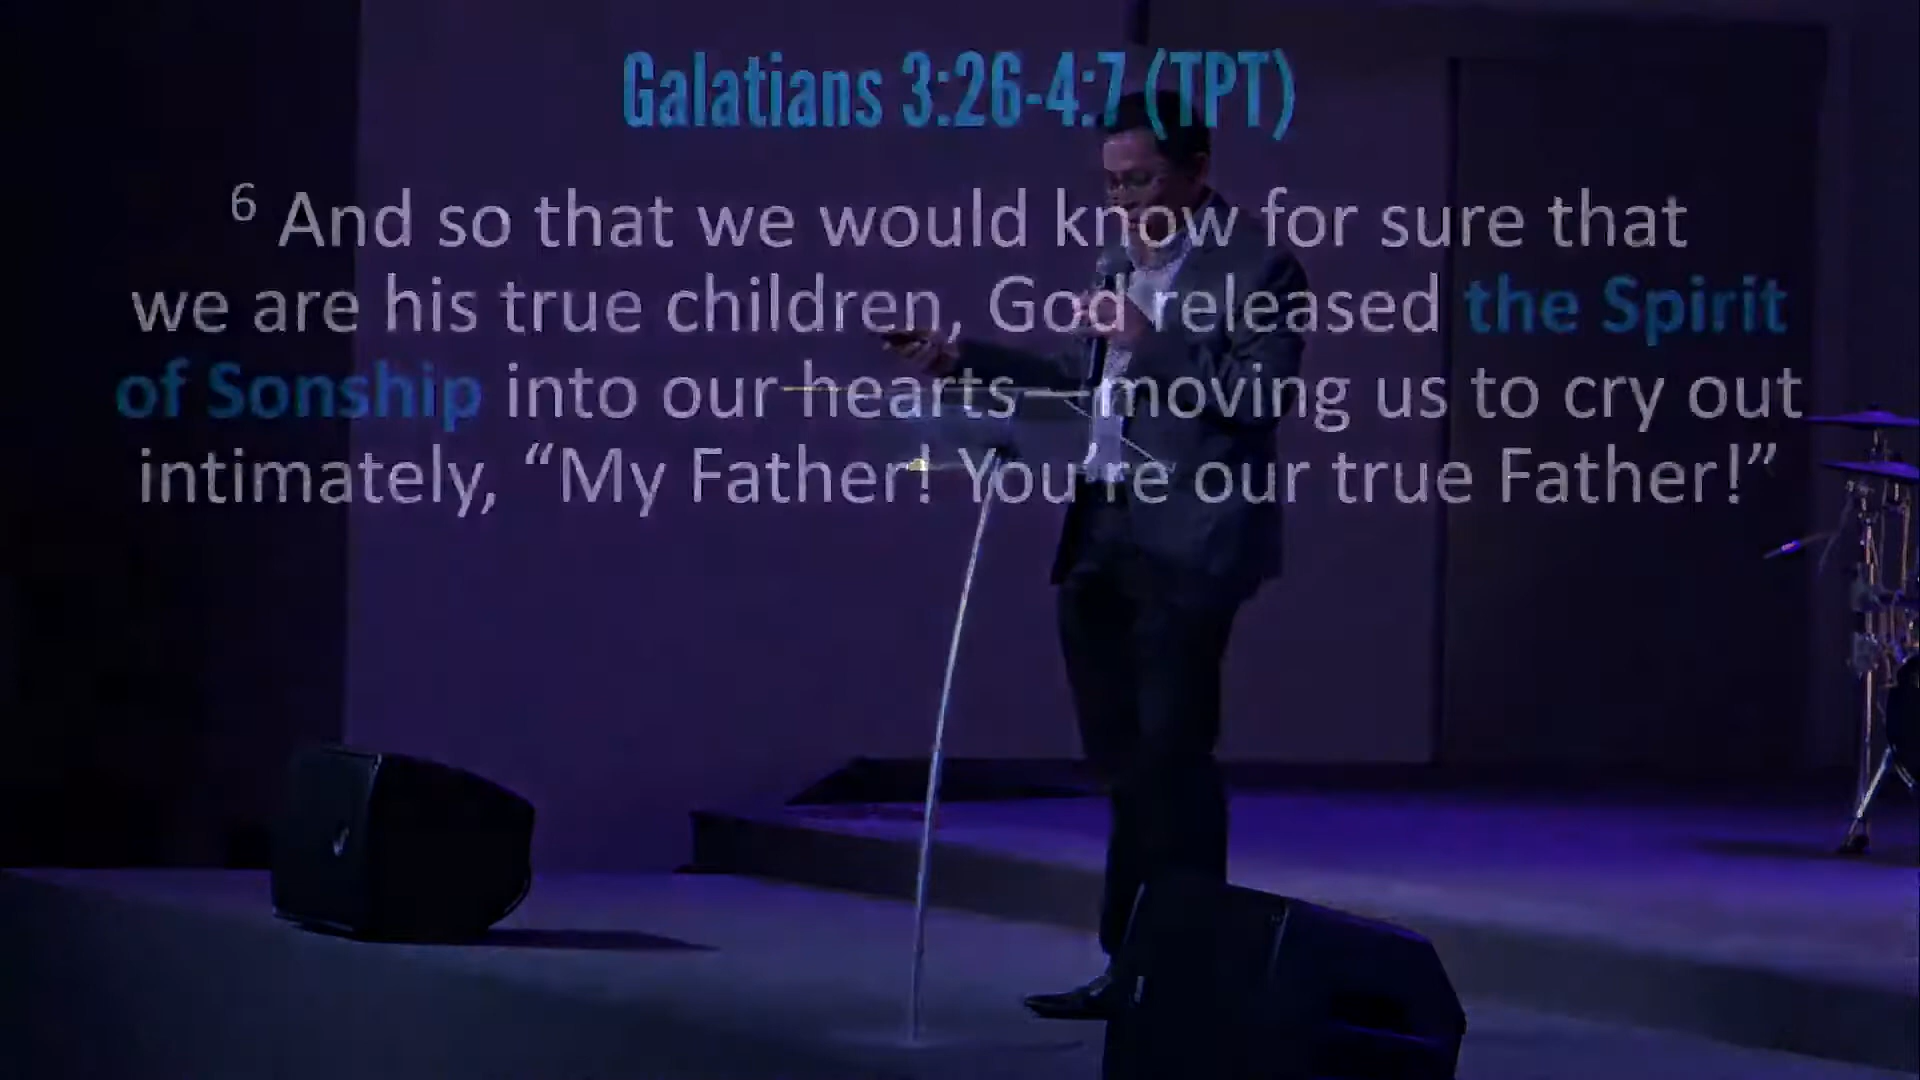 Galatians 3:26-4:7 (TPT)
6 And so that we would know for sure that
we are his true children, God released the Spirit
of Sonship into our hearts—moving us to cry out
intimately, “My Father! You’re our true Father!”